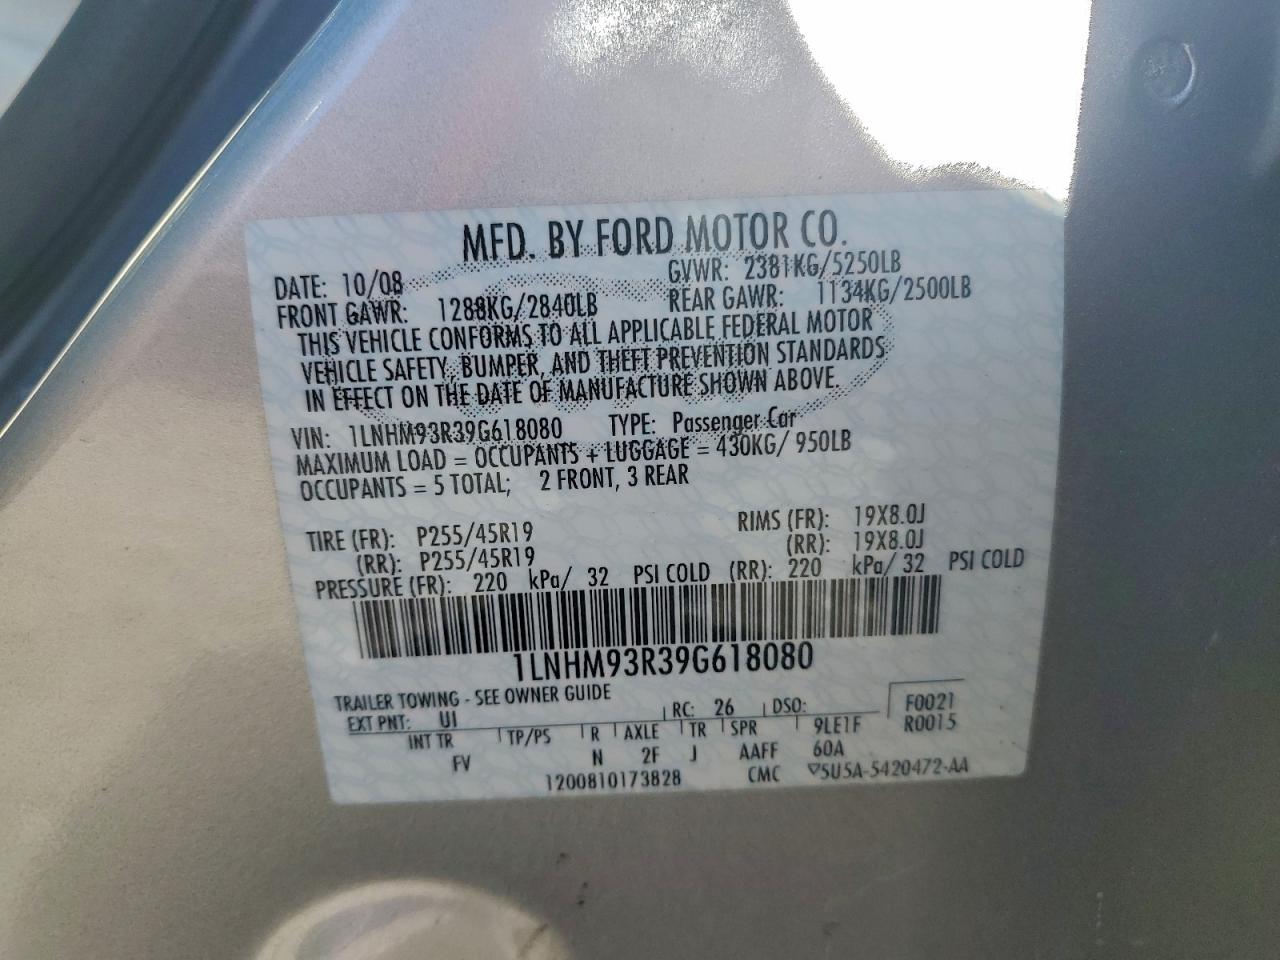 MFD. BY FORD MOTOR CO.
DATE: 10/08 GVWR: 2381KG/5250LB
FRONT GAWR: 1288KG/2840LB REAR GAWR: 1134KG/2500LB
THIS VEHICLE CONFORMS TO ALL APPLICABLE FEDERAL MOTOR
VEHICLE SAFETY, BUMPER, AND THEFT PREVENTION STANDARDS
IN EFFECT ON THE DATE OF MANUFACTURE SHOWN ABOVE.
VIN: 1LNHM93R39G618080 TYPE: Passenger Car
MAXIMUM LOAD = OCCUPANTS + LUGGAGE = 430KG/ 950LB
OCCUPANTS = 5 TOTAL; 2 FRONT, 3 REAR
TIRE (FR): P255/45R19 RIMS (FR): 19X8.0J
(RR): P255/45R19 (RR): 19X8.0J
PRESSURE (FR): 220 kPa/ 32 PSI COLD (RR): 220 kPa/ 32 PSI COLD
1LNHM93R39G618080
TRAILER TOWING - SEE OWNER GUIDE
EXT PNT: UI RC: 26 DSO: F0021
INT TR TP/PS R AXLE TR SPR 9LE1F R0015
FV N 2F J AAFF 60A
1200810173828 CMC 5U5A-5420472-AA